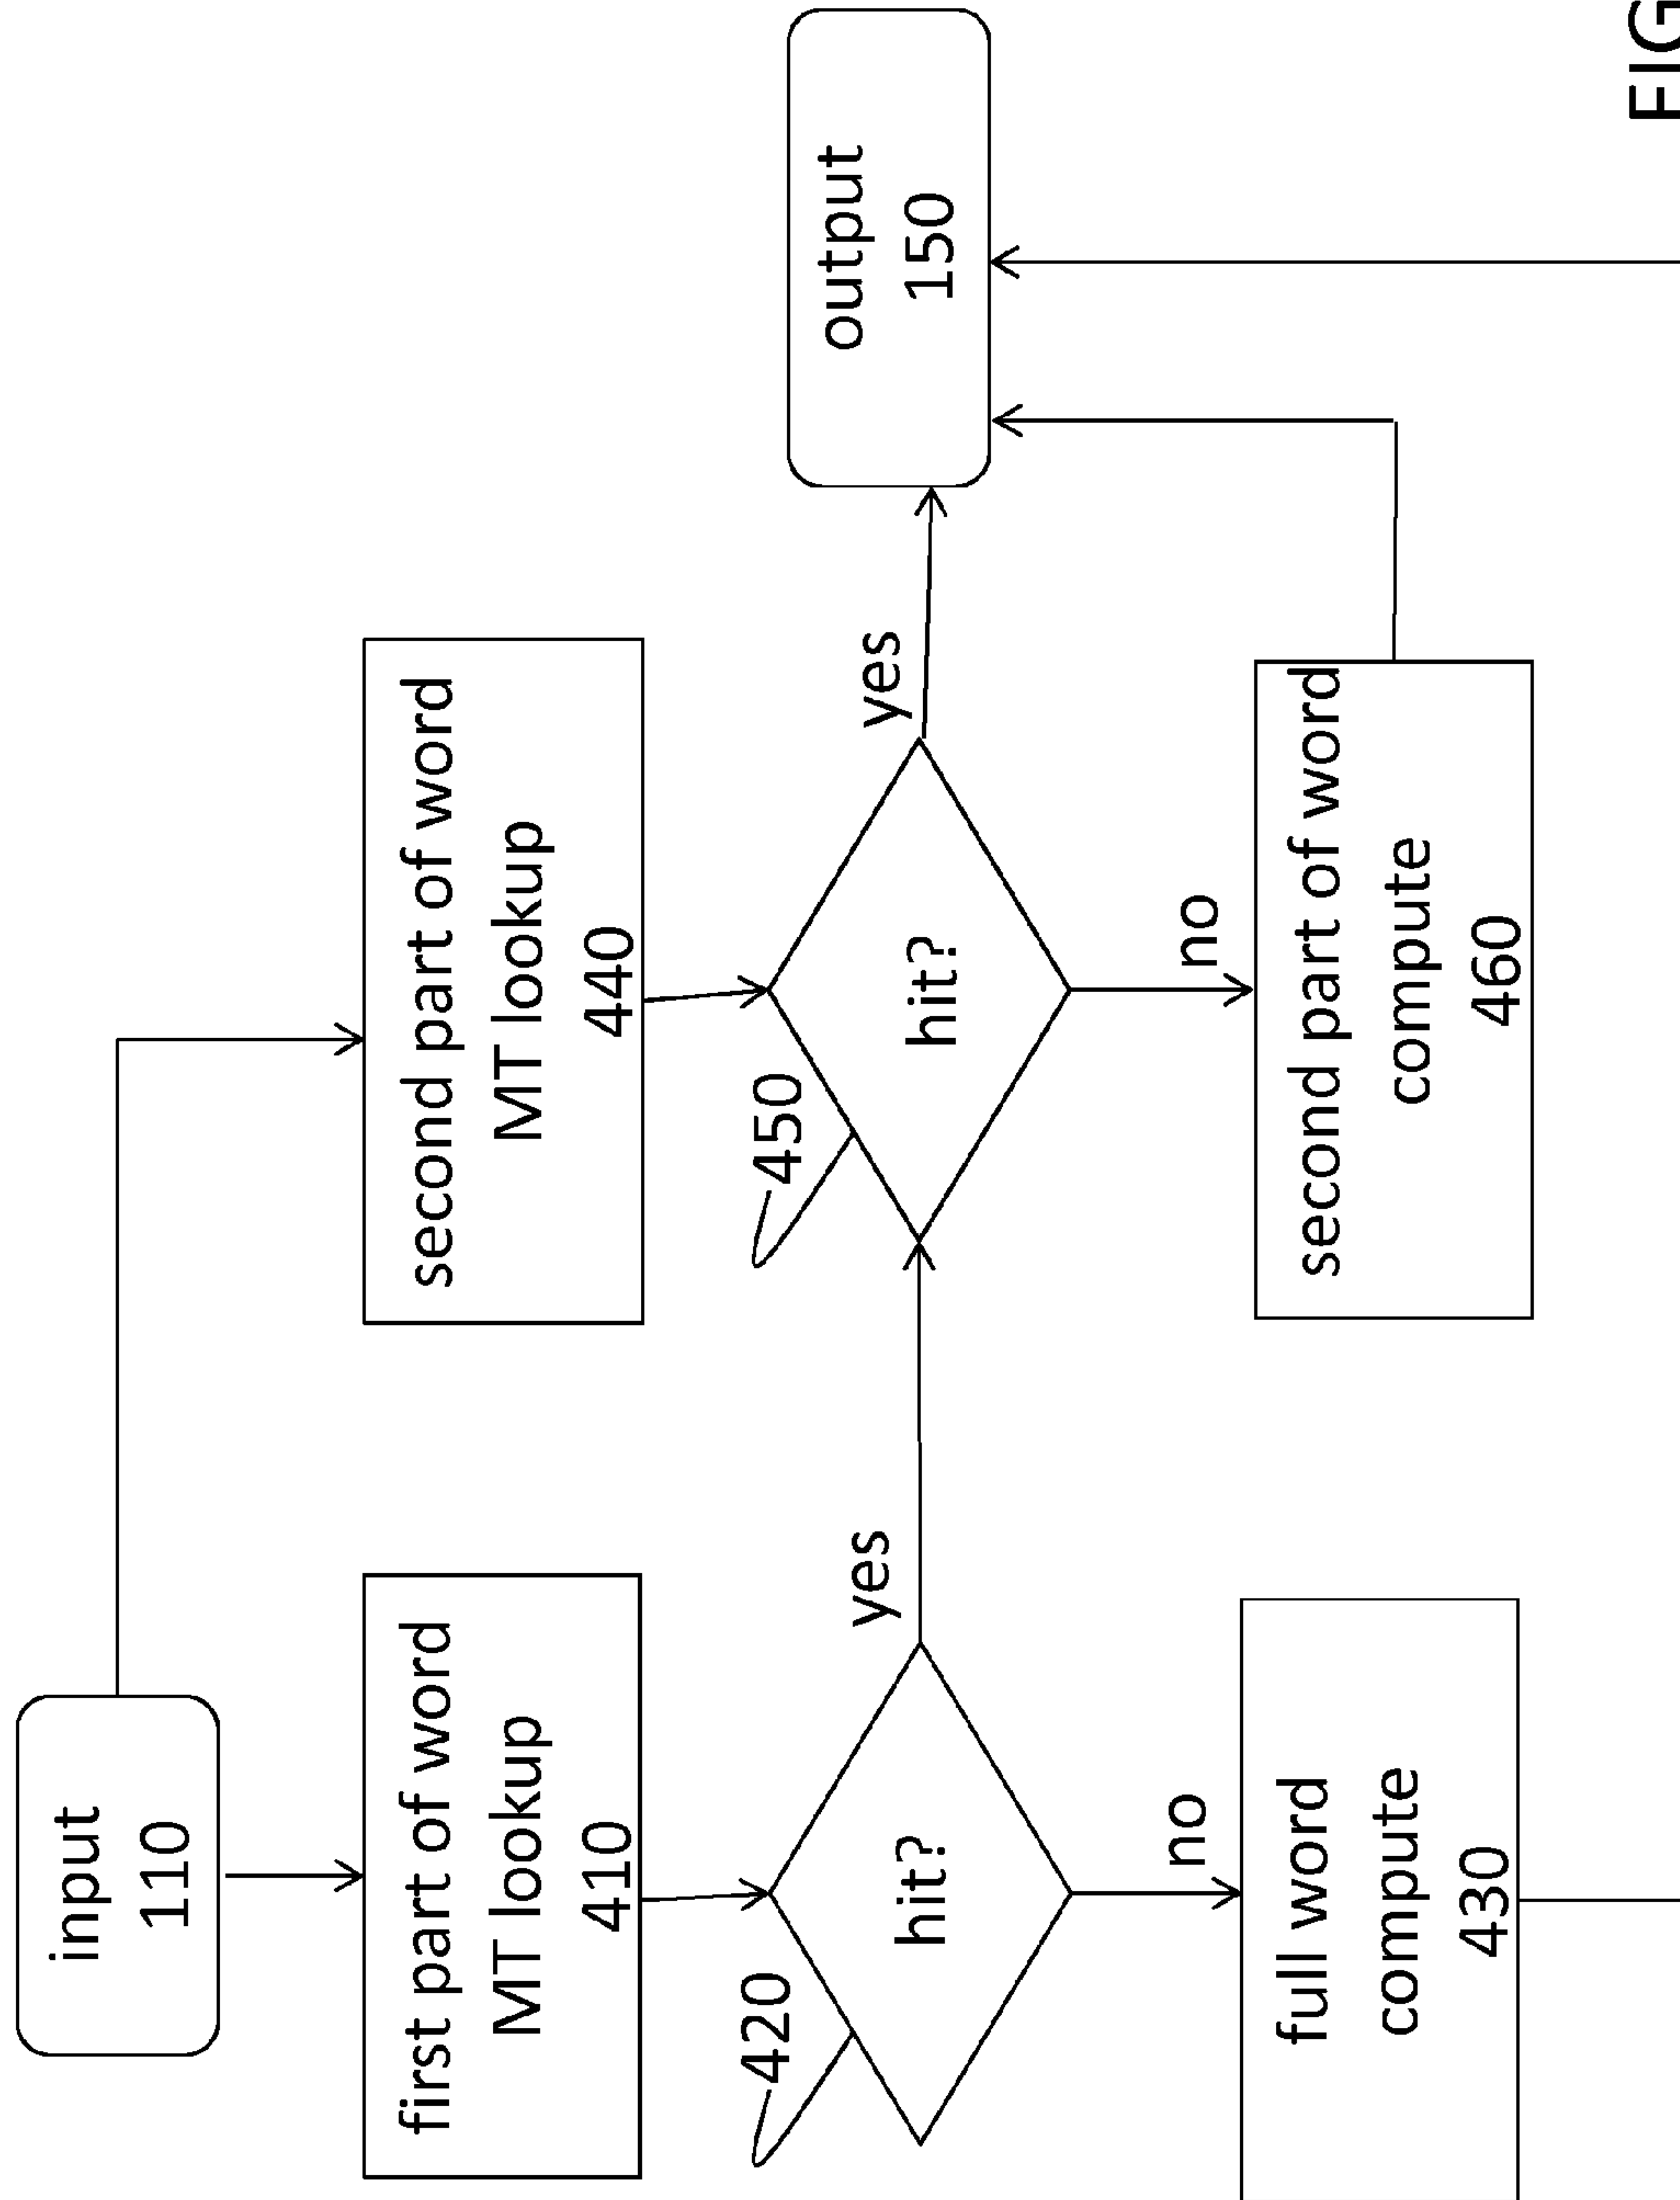 input
110
first part of word
MT lookup
410
second part of word
MT lookup
440
420
hit?
yes
450
hit?
yes
output
150
no
no
full word
compute
430
second part of word
compute
460
FIG